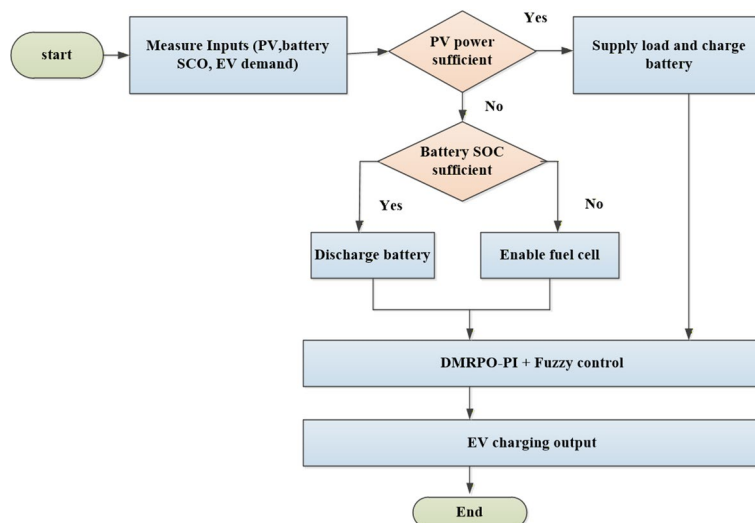 start
Measure Inputs (PV,battery
SCO, EV demand)
PV power
sufficient
Yes
Supply load and charge
battery
No
Battery SOC
sufficient
Yes
No
Discharge battery
Enable fuel cell
DMRPO-PI + Fuzzy control
EV charging output
End